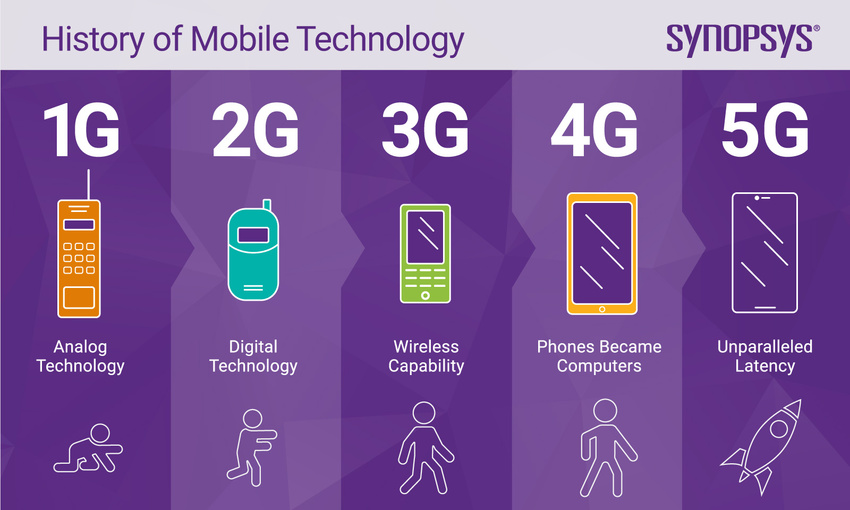 History of Mobile Technology
SYNOPSYS®
1G
2G
3G
4G
5G
Analog
Technology
Digital
Technology
Wireless
Capability
Phones Became
Computers
Unparalleled
Latency